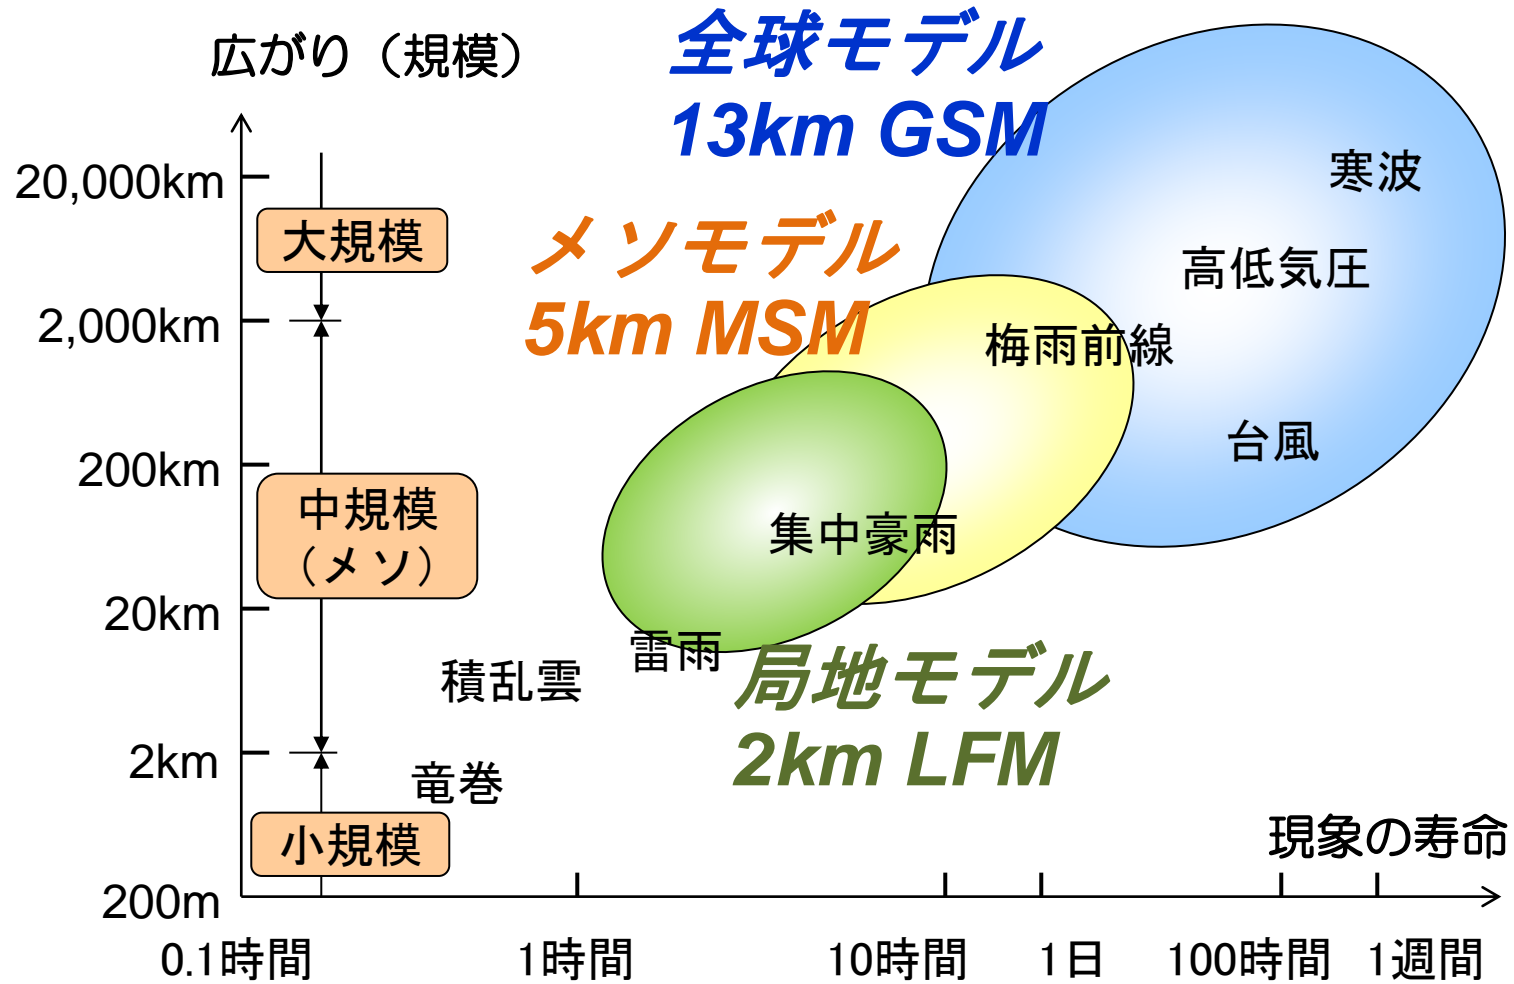 広がり（規模）
全球モデル
13km GSM
20,000km
寒波
大規模
メソモデル
高低気圧
2,000km
5km MSM
梅雨前線
200km
台風
中規模
（メソ）
集中豪雨
20km
雷雨
積乱雲
局地モデル
2km
2km LFM
竜巻
小規模
現象の寿命
200m
0.1時間 1時間 10時間 1日 100時間 1週間